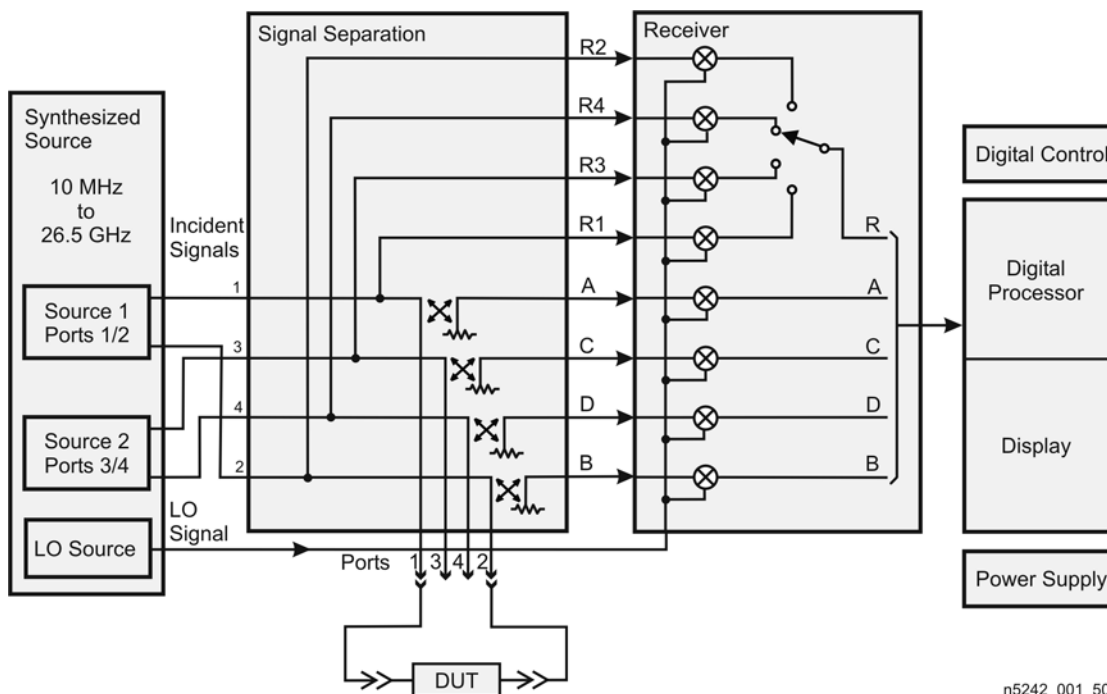 Synthesized
Source
10 MHz
to
26.5 GHz
Source 1
Ports 1/2
Source 2
Ports 3/4
LO Source
Incident
Signals
1
3
4
2
LO
Signal
Signal Separation
R2
R4
R3
R1
A
C
D
B
Ports
1
3
4
2
DUT
Receiver
R
A
C
D
B
Digital Control
Digital
Processor
Display
Power Supply
n5242_001_50